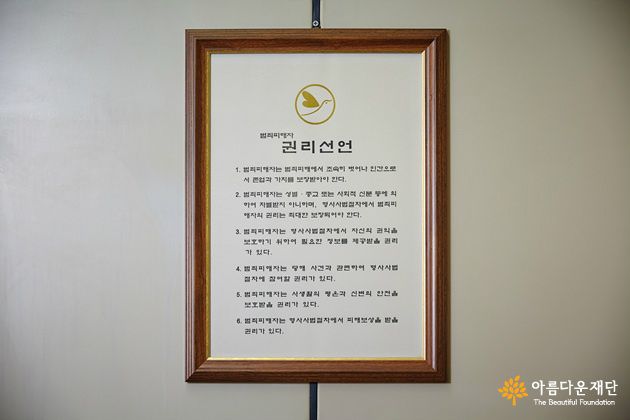 범죄피해자
권리선언
1. 범죄피해자는 범죄피해에서 조속히 벗어나 인간으로
서 존엄과 가치를 보장받아야 한다.
2. 범죄피해자는 성별·종교 또는 사회적 신분 등에 의
하여 차별받지 아니하며, 형사사법절차에서 범죄피
해자의 권리는 최대한 보장되어야 한다.
3. 범죄피해자는 형사사법절차에서 자신의 권익을
보호하기 위하여 필요한 정보를 제공받을 권리
가 있다.
4. 범죄피해자는 당해 사건과 관련하여 형사사법
절차에 참여할 권리가 있다.
5. 범죄피해자는 사생활의 평온과 신변의 안전을
보호받을 권리가 있다.
6. 범죄피해자는 형사사법절차에서 피해보상을 받을
권리가 있다.
아름다운재단
The Beautiful Foundation